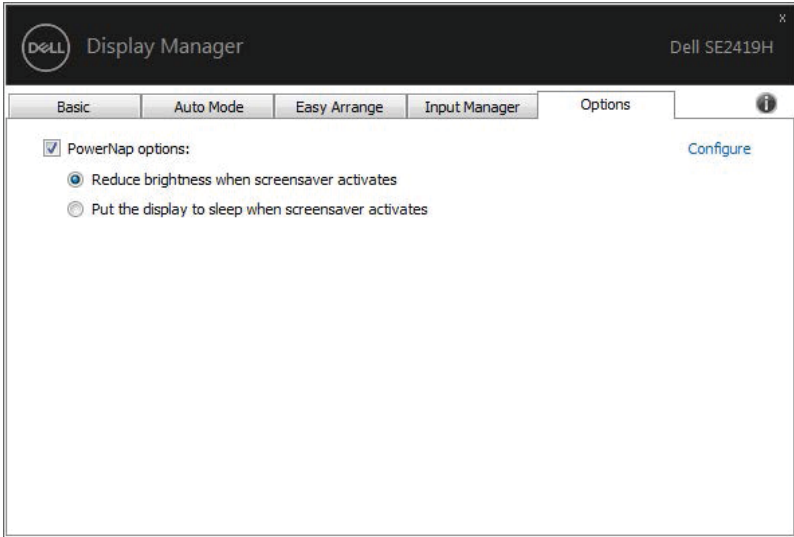 x
DELL Display Manager Dell SE2419H
Basic Auto Mode Easy Arrange Input Manager Options i
PowerNap options: Configure
Reduce brightness when screensaver activates
Put the display to sleep when screensaver activates